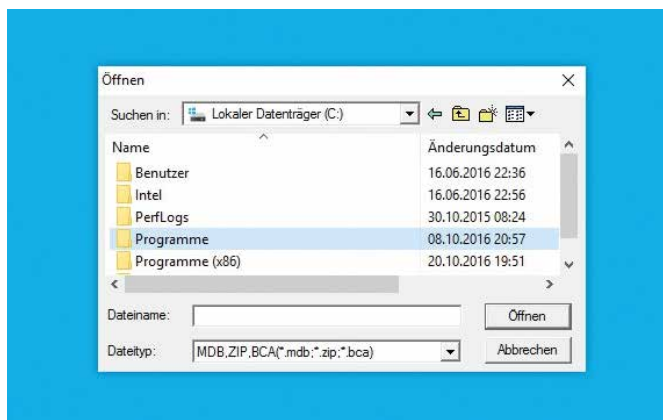 Öffnen
Suchen in: Lokaler Datenträger (C:)
Name Änderungsdatum
Benutzer 16.06.2016 22:36
Intel 16.06.2016 22:56
PerfLogs 30.10.2015 08:24
Programme 08.10.2016 20:57
Programme (x86) 20.10.2016 19:51
Dateiname: Öffnen
Dateityp: MDB,ZIP,BCA(*.mdb;*.zip;*.bca) Abbrechen